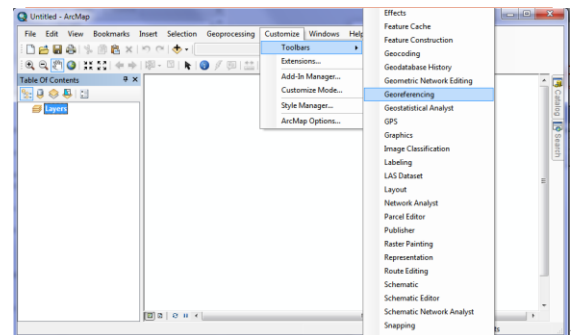 Untitled - ArcMap
File Edit View Bookmarks Insert Selection Geoprocessing Customize Windows Help
Table Of Contents
Layers
Toolbars
Extensions...
Add-In Manager...
Customize Mode...
Style Manager...
ArcMap Options...
Effects
Feature Cache
Feature Construction
Geocoding
Geodatabase History
Geometric Network Editing
Georeferencing
Geostatistical Analyst
GPS
Graphics
Image Classification
Labeling
LAS Dataset
Layout
Network Analyst
Parcel Editor
Publisher
Raster Painting
Representation
Route Editing
Schematic
Schematic Editor
Schematic Network Analyst
Snapping
Catalog
Search